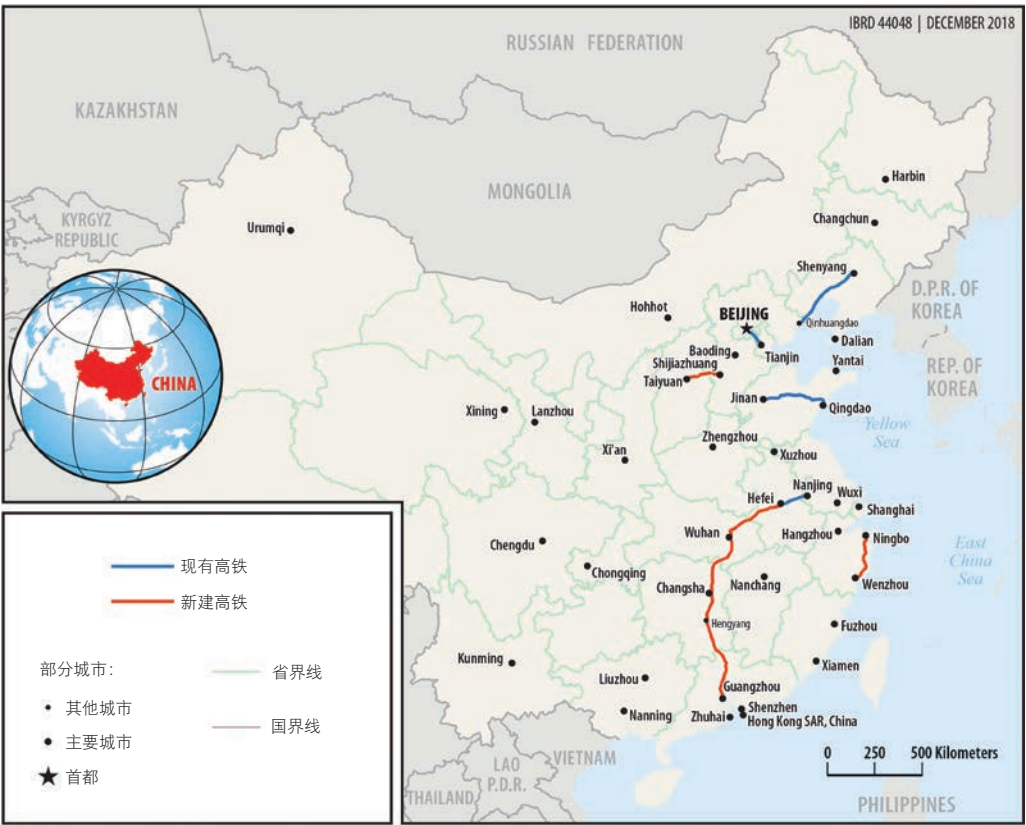 IBRD 44048 | DECEMBER 2018
RUSSIAN FEDERATION
KAZAKHSTAN
MONGOLIA
Harbin
KYRGYZ
REPUBLIC
Urumqi
Changchun
Shenyang
D.P.R. OF
KOREA
Hohhot
BEIJING
Qinhuangdao
Dalian
Baoding
Tianjin
Yantai
REP. OF
KOREA
Shijiazhuang
Taiyuan
CHINA
Jinan
Qingdao
Xining
Lanzhou
Yellow
Sea
Zhengzhou
Xi'an
Xuzhou
Nanjing
Hefei
Wuxi
Shanghai
Wuhan
Hangzhou
Ningbo
Chengdu
East
China
Sea
Chongqing
Nanchang
Changsha
Wenzhou
Hengyang
Fuzhou
Kunming
Xiamen
Liuzhou
Guangzhou
Shenzhen
Nanning
Zhuhai
Hong Kong SAR, China
VIETNAM
LAO
P.D.R.
THAILAND
0 250 500 Kilometers
PHILIPPINES
现有高铁
新建高铁
部分城市：
其他城市
主要城市
首都
省界线
国界线